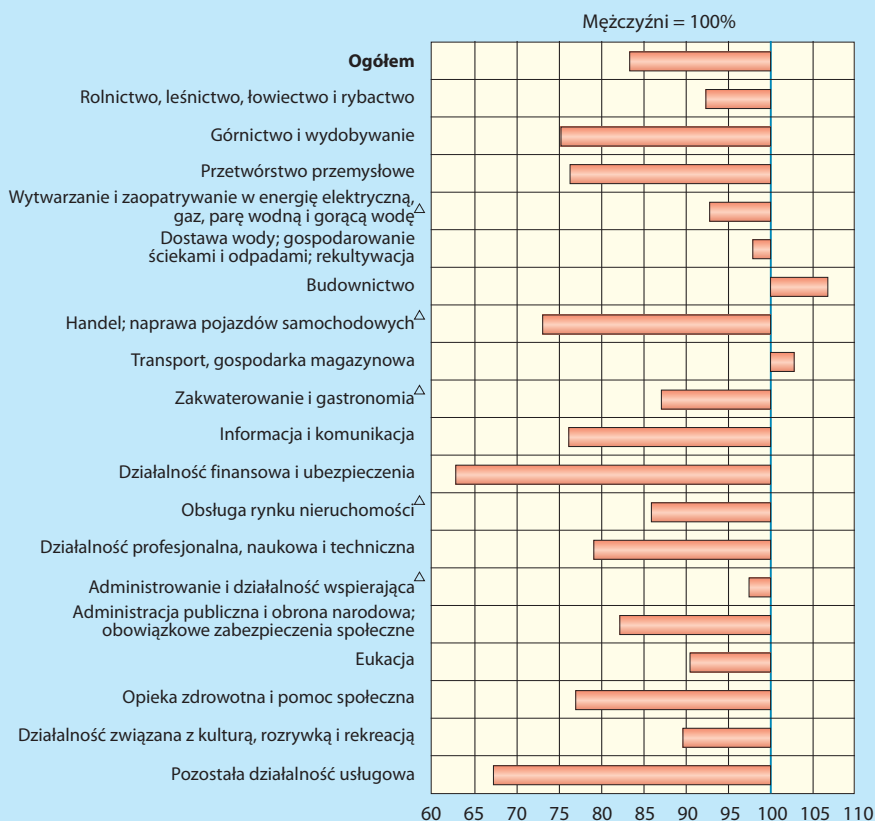 Mężczyźni = 100%
Ogółem
Rolnictwo, leśnictwo, łowiectwo i rybactwo
Górnictwo i wydobywanie
Przetwórstwo przemysłowe
Wytwarzanie i zaopatrywanie w energię elektryczną,
gaz, parę wodną i gorącą wodę△
Dostawa wody; gospodarowanie
ściekami i odpadami; rekultywacja
Budownictwo
Handel; naprawa pojazdów samochodowych△
Transport, gospodarka magazynowa
Zakwaterowanie i gastronomia△
Informacja i komunikacja
Działalność finansowa i ubezpieczenia
Obsługa rynku nieruchomości△
Działalność profesjonalna, naukowa i techniczna
Administrowanie i działalność wspierająca△
Administracja publiczna i obrona narodowa;
obowiązkowe zabezpieczenia społeczne
Eukacja
Opieka zdrowotna i pomoc społeczna
Działalność związana z kulturą, rozrywką i rekreacją
Pozostała działalność usługowa
60 65 70 75 80 85 90 95 100 105 110